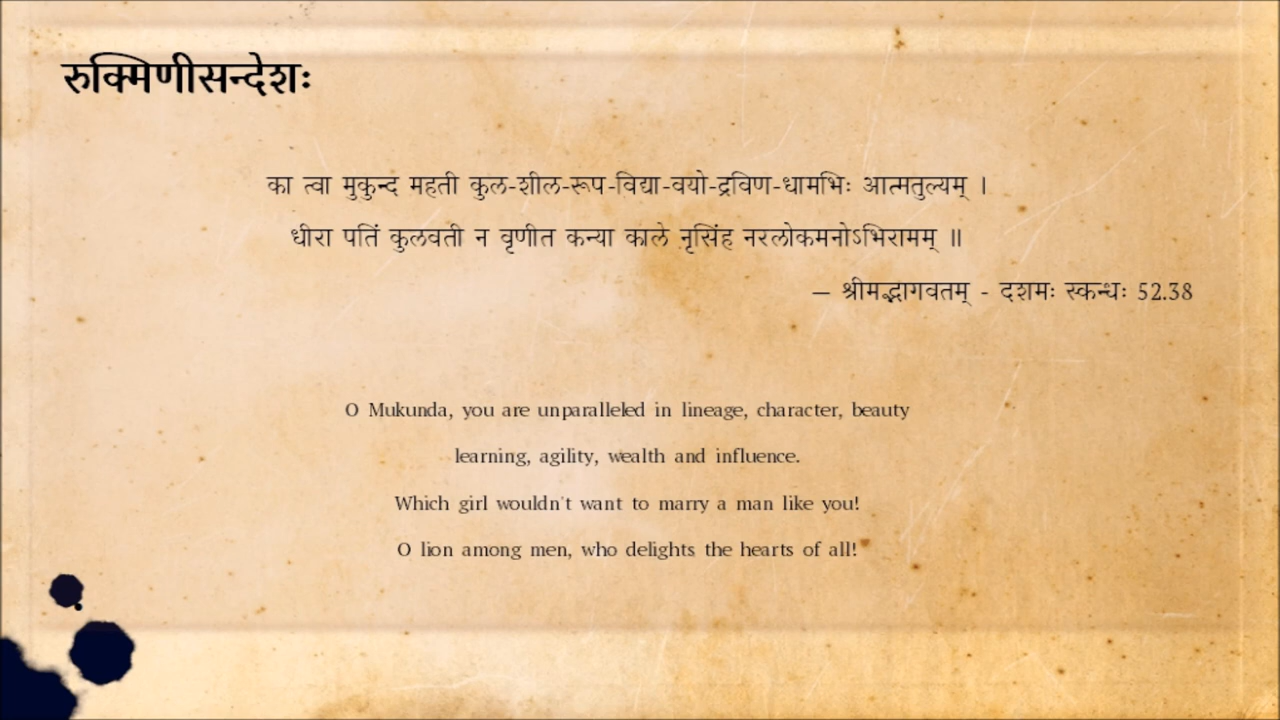 रुक्मिणीसन्देशः
का त्वा मुकुन्द महती कुल-शील-रूप-विद्या-वयो-द्रविण-धामभिः आत्मतुल्यम् ।
धीरा पतिं कुलवती न वृणीत कन्या काले नृसिंह नरलोकमनोऽभिरामम् ॥
– श्रीमद्भागवतम् - दशमः स्कन्धः 52.38
O Mukunda, you are unparalleled in lineage, character, beauty
learning, agility, wealth and influence.
Which girl wouldn't want to marry a man like you!
O lion among men, who delights the hearts of all!